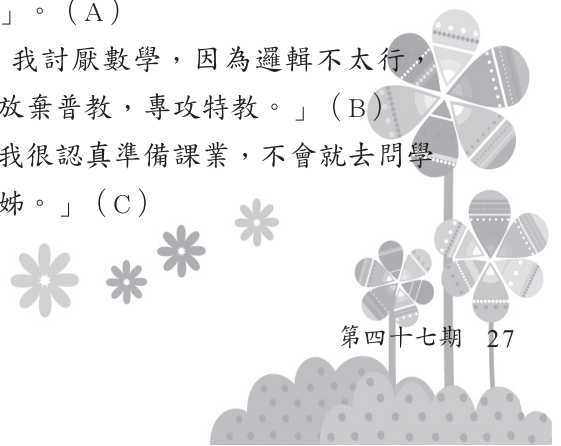 」。（A）
我討厭數學，因為邏輯不太行，
放棄普教，專攻特教。」（B）
我很認真準備課業，不會就去問學
姊。」（C）
第四十七期 27